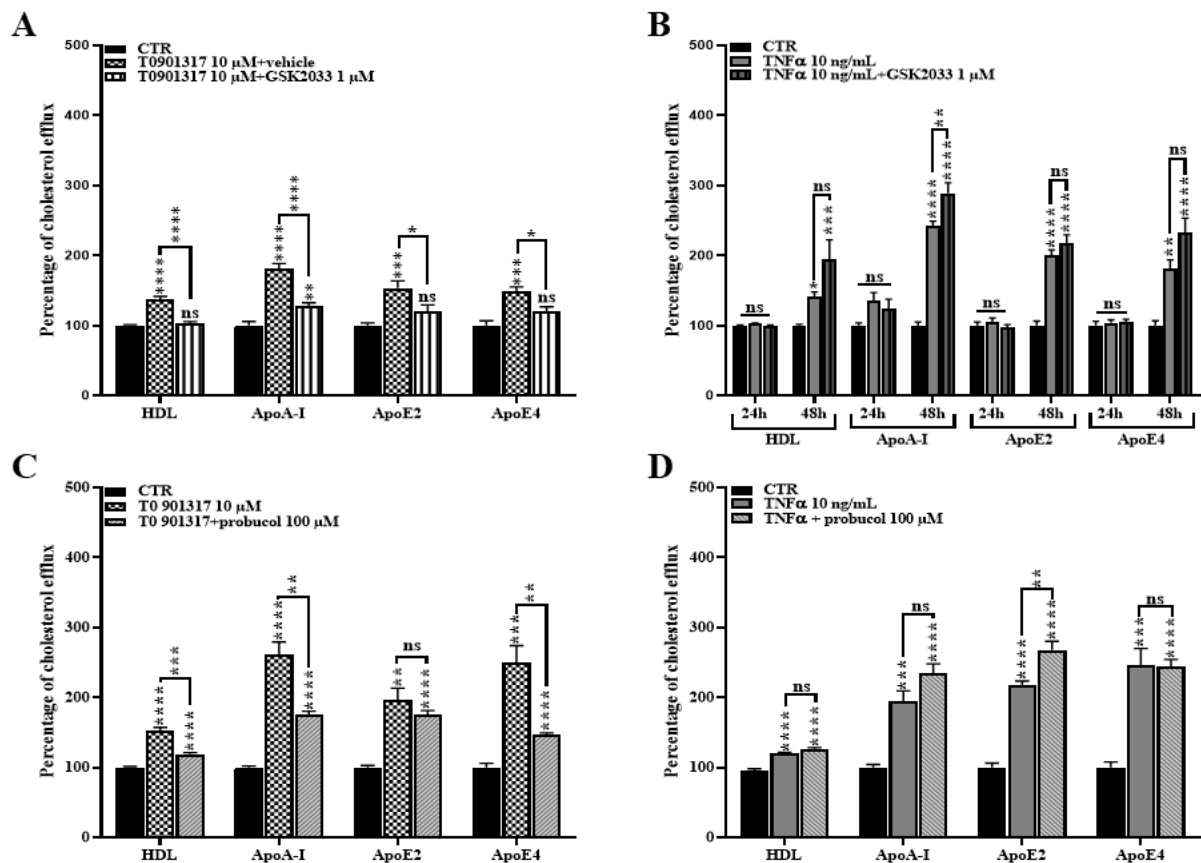 A
Percentage of cholesterol efflux
500
400
300
200
100
0
CTR
T0901317 10 µM+vehicle
T0901317 10 µM+GSK2033 1 µM
**** **** ns
**** **** **
*** * ns
*** * ns
HDL ApoA-I ApoE2 ApoE4
B
Percentage of cholesterol efflux
500
400
300
200
100
0
CTR
TNFα 10 ng/mL
TNFα 10 ng/mL+GSK2033 1 µM
ns * ns ***
ns **** ** ****
ns **** ns ****
ns ** ns ****
24h 48h 24h 48h 24h 48h 24h 48h
HDL ApoA-I ApoE2 ApoE4
C
Percentage of cholesterol efflux
500
400
300
200
100
0
CTR
T0 901317 10 µM
T0 901317+probucol 100 µM
**** *** ****
**** ** ****
** ns ****
*** ** ****
HDL ApoA-I ApoE2 ApoE4
D
Percentage of cholesterol efflux
500
400
300
200
100
0
CTR
TNFα 10 ng/mL
TNFα + probucol 100 µM
**** ns ****
*** ns ****
**** ** ****
*** ns ****
HDL ApoA-I ApoE2 ApoE4